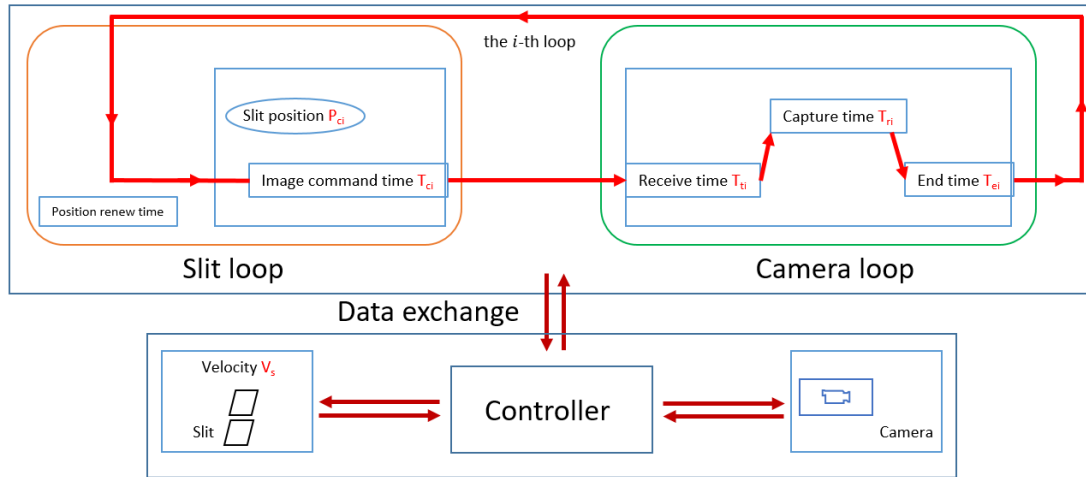 the i-th loop
Slit position Pci
Capture time Tri
Image command time Tci
Receive time Tti
End time Tei
Position renew time
Slit loop
Camera loop
Data exchange
Velocity Vs
Slit
Controller
Camera